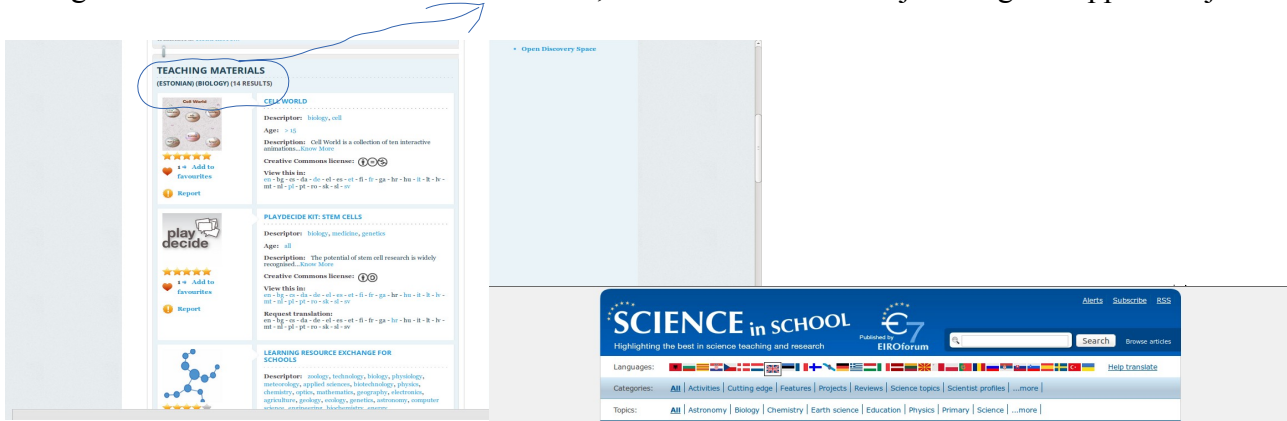 TEACHING MATERIALS
(ESTONIAN) (BIOLOGY) (14 RESULTS)
Cell World
Add to
favourites
Report
CELL WORLD
Descriptor: biology, cell
Age: > 15
Description: Cell World is a collection of ten interactive
animations...Know More
Creative Commons license:
View this in:
en - bg - cs - da - de - el - es - et - fi - fr - ga - hr - hu - it - lt - lv -
mt - nl - pl - pt - ro - sk - sl - sv
play
decide
Add to
favourites
Report
PLAYDECIDE KIT: STEM CELLS
Descriptor: biology, medicine, genetics
Age: all
Description: The potential of stem cell research is widely
recognised...Know More
Creative Commons license:
View this in:
en - bg - cs - da - de - el - es - et - fi - fr - ga - hr - hu - it - lt - lv -
mt - nl - pl - pt - ro - sk - sl - sv
Request translation:
en - bg - cs - da - de - el - es - et - fi - fr - ga - hr - hu - it - lt - lv -
mt - nl - pl - pt - ro - sk - sl - sv
LEARNING RESOURCE EXCHANGE FOR
SCHOOLS
Descriptor: zoology, technology, biology, physiology,
meteorology, applied sciences, biotechnology, physics,
chemistry, optics, mathematics, geography, electronics,
agriculture, geology, ecology, genetics, astronomy, computer
science, engineering, biochemistry, energy
Open Discovery Space
Alerts Subscribe RSS
SCIENCE in SCHOOL
Highlighting the best in science teaching and research
Published by
EIROforum
7
Search Browse articles
Languages: Help translate
Categories: All | Activities | Cutting edge | Features | Projects | Reviews | Science topics | Scientist profiles | ...more |
Topics: All | Astronomy | Biology | Chemistry | Earth science | Education | Physics | Primary | Science | ...more |